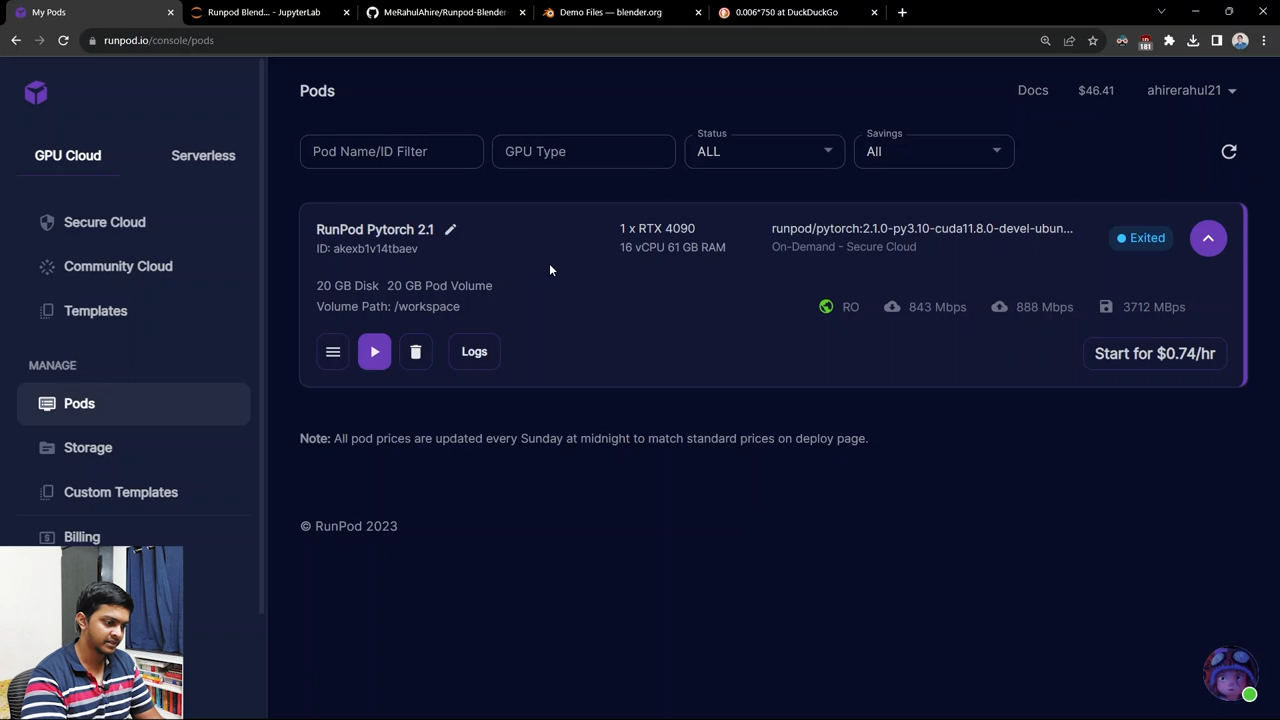 My Pods
Runpod Blend... - JupyterLab
MeRahulAhire/Runpod-Blender
Demo Files — blender.org
0.006*750 at DuckDuckGo
runpod.io/console/pods
181
Pods
Docs
$46.41
ahirerahul21
GPU Cloud
Serverless
Pod Name/ID Filter
GPU Type
Status
ALL
Savings
All
Secure Cloud
Community Cloud
Templates
MANAGE
Pods
Storage
Custom Templates
Billing
RunPod Pytorch 2.1
ID: akexb1v14tbaev
1 x RTX 4090
16 vCPU 61 GB RAM
runpod/pytorch:2.1.0-py3.10-cuda11.8.0-devel-ubun...
On-Demand - Secure Cloud
Exited
20 GB Disk 20 GB Pod Volume
Volume Path: /workspace
RO
843 Mbps
888 Mbps
3712 MBps
Logs
Start for $0.74/hr
Note: All pod prices are updated every Sunday at midnight to match standard prices on deploy page.
© RunPod 2023